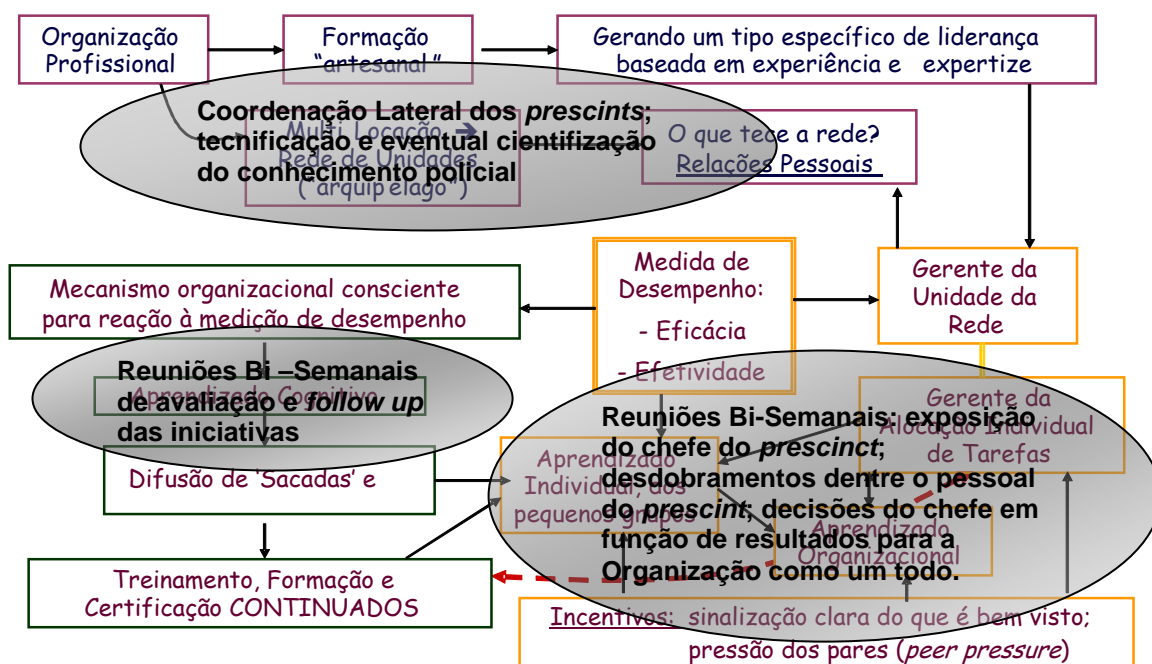 Organização
Profissional
Formação
“artesanal”
Gerando um tipo específico de liderança
baseada em experiência e expertize
Coordenação Lateral dos prescints;
tecnificação e eventual cientifização
do conhecimento policial
Multi Locação ➔
Rede de Unidades
(“arquipélago”)
O que tece a rede?
Relações Pessoais
Mecanismo organizacional consciente
para reação à medição de desempenho
Medida de
Desempenho:
- Eficácia
- Efetividade
Gerente da
Unidade da
Rede
Reuniões Bi –Semanais
de avaliação e follow up
das iniciativas
Aprendizado Cognitivo
Difusão de ‘Sacadas’ e
Treinamento, Formação e
Certificação CONTINUADOS
Reuniões Bi-Semanais: exposição
do chefe do prescinct;
desdobramentos dentre o pessoal
do prescint; decisões do chefe em
função de resultados para a
Organização como um todo.
Gerente da
Alocação Individual
de Tarefas
Aprendizado
Individual, dos
pequenos grupos
Aprendizado
Organizacional
Incentivos: sinalização clara do que é bem visto;
pressão dos pares (peer pressure)